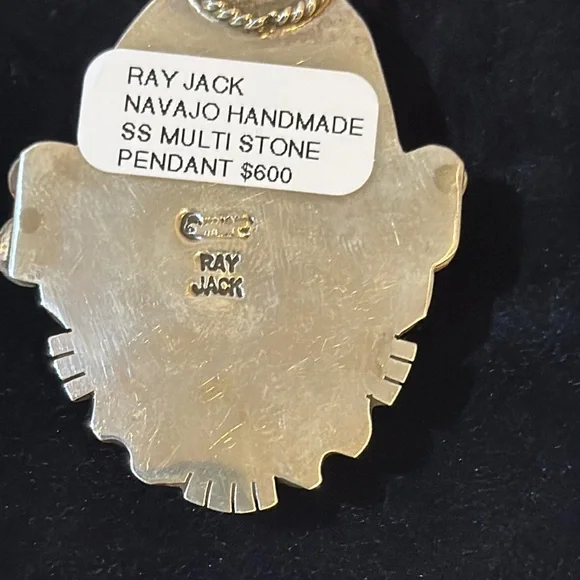 RAY JACK
NAVAJO HANDMADE
SS MULTI STONE
PENDANT $600
RAY
JACK